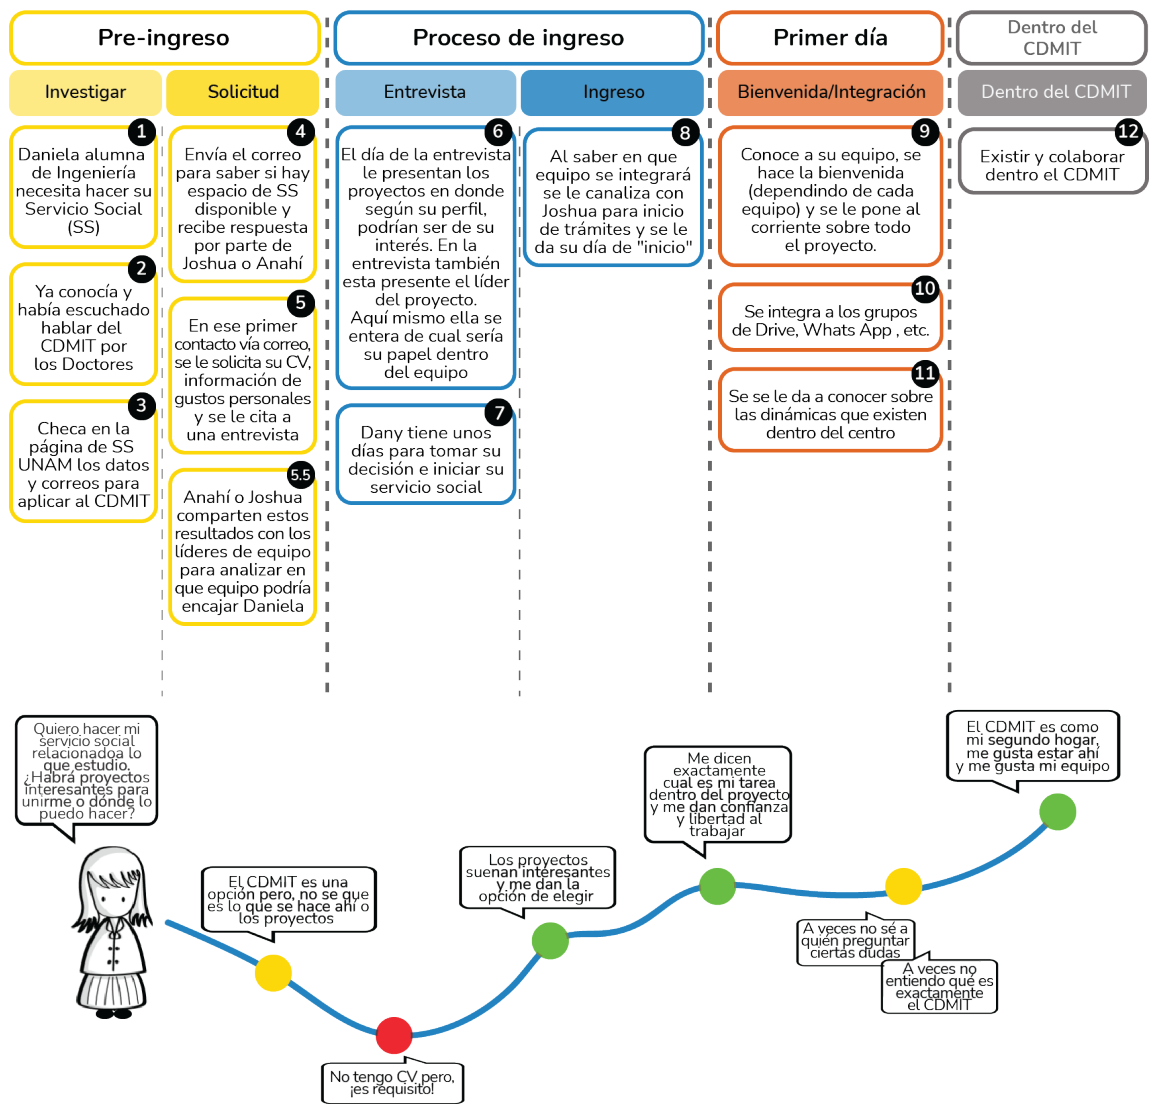 Pre-ingreso
Proceso de ingreso
Primer día
Dentro del
CDMIT
Investigar
Solicitud
Entrevista
Ingreso
Bienvenida/Integración
Dentro del CDMIT
1
Daniela alumna
de Ingeniería
necesita hacer su
Servicio Social
(SS)
2
Ya conocía y
había escuchado
hablar del
CDMIT por
los Doctores
3
Checa en la
página de SS
UNAM los datos
y correos para
aplicar al CDMIT
4
Envía el correo
para saber si hay
espacio de SS
disponible y
recibe respuesta
por parte de
Joshua o Anahí
5
En ese primer
contacto vía correo,
se le solicita su CV,
información de
gustos personales
y se le cita a
una entrevista
5.5
Anahí o Joshua
comparten estos
resultados con los
líderes de equipo
para analizar en
que equipo podría
encajar Daniela
6
El día de la entrevista
le presentan los
proyectos en donde
según su perfil,
podrían ser de su
interés. En la
entrevista también
esta presente el líder
del proyecto.
Aquí mismo ella se
entera de cual sería
su papel dentro
del equipo
7
Dany tiene unos
días para tomar su
decisión e iniciar su
servicio social
8
Al saber en que
equipo se integrará
se le canaliza con
Joshua para inicio
de trámites y se le
da su día de "inicio"
9
Conoce a su equipo, se
hace la bienvenida
(dependindo de cada
equipo) y se le pone al
corriente sobre todo
el proyecto.
10
Se integra a los grupos
de Drive, Whats App , etc.
11
Se se le da a conocer sobre
las dinámicas que existen
dentro del centro
12
Existir y colaborar
dentro el CDMIT
Quiero hacer mi
servicio social
relacionadoa lo
que estudio.
¿Habrá proyectos
interesantes para
unirme o dónde lo
puedo hacer?
El CDMIT es una
opción pero, no se que
es lo que se hace ahí o
los proyectos
No tengo CV pero,
¡es requisito!
Los proyectos
suenan interesantes
y me dan la
opción de elegir
Me dicen
exactamente
cual es mi tarea
dentro del proyecto
y me dan confianza
y libertad al
trabajar
A veces no sé a
quién preguntar
ciertas dudas
A veces no
entiendo qué es
exactamente
el CDMIT
El CDMIT es como
mi segundo hogar,
me gusta estar ahí
y me gusta mi equipo